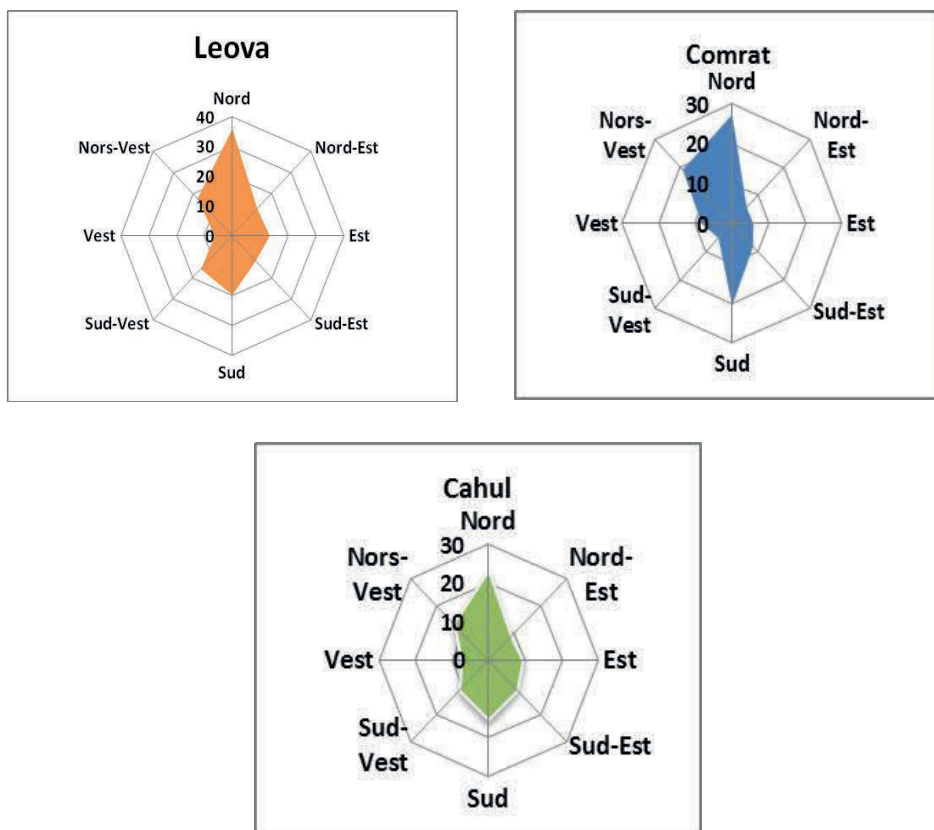 Leova
Nord
40
Nors-Vest
30
Nord-Est
20
10
Vest
0
Est
Sud-Vest
Sud-Est
Sud
Comrat
Nord
30
Nors-
Vest
Nord-
Est
20
10
Vest
0
Est
Sud-
Vest
Sud-Est
Sud
Cahul
Nord
30
Nors-
Vest
Nord-
Est
20
10
Vest
0
Est
Sud-
Vest
Sud-Est
Sud